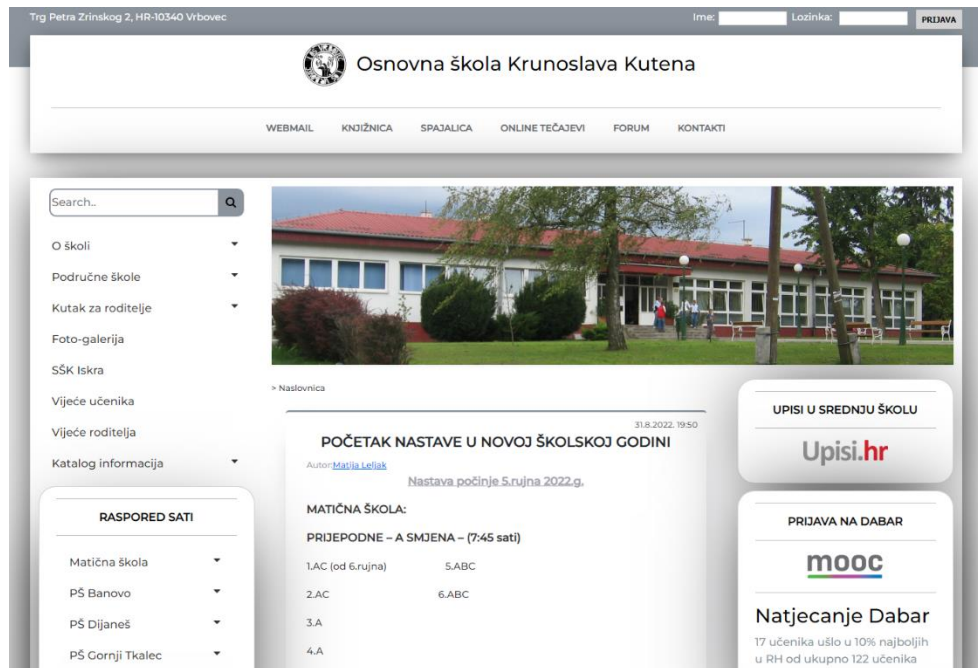 Trg Petra Zrinskog 2, HR-10340 Vrbovec
Ime:
Lozinka:
PRIJAVA
Osnovna škola Krunoslava Kutena
WEBMAIL KNJIŽNICA SPAJALICA ONLINE TEČAJEVI FORUM KONTAKTI
Search..
O školi
Područne škole
Kutak za roditelje
Foto-galerija
SŠK Iskra
Vijeće učenika
Vijeće roditelja
Katalog informacija
RASPORED SATI
Matična škola
PŠ Banovo
PŠ Dijaneš
PŠ Gornji Tkalec
> Naslovnica
31.8.2022. 19:50
POČETAK NASTAVE U NOVOJ ŠKOLSKOJ GODINI
Autor:Matija Leljak
Nastava počinje 5.rujna 2022.g.
MATIČNA ŠKOLA:
PRIJEPODNE – A SMJENA – (7:45 sati)
1.AC (od 6.rujna) 5.ABC
2.AC 6.ABC
3.A
4.A
UPISI U SREDNJU ŠKOLU
Upisi.hr
PRIJAVA NA DABAR
mooc
Natjecanje Dabar
17 učenika ušlo u 10% najboljih
u RH od ukupno 122 učenika